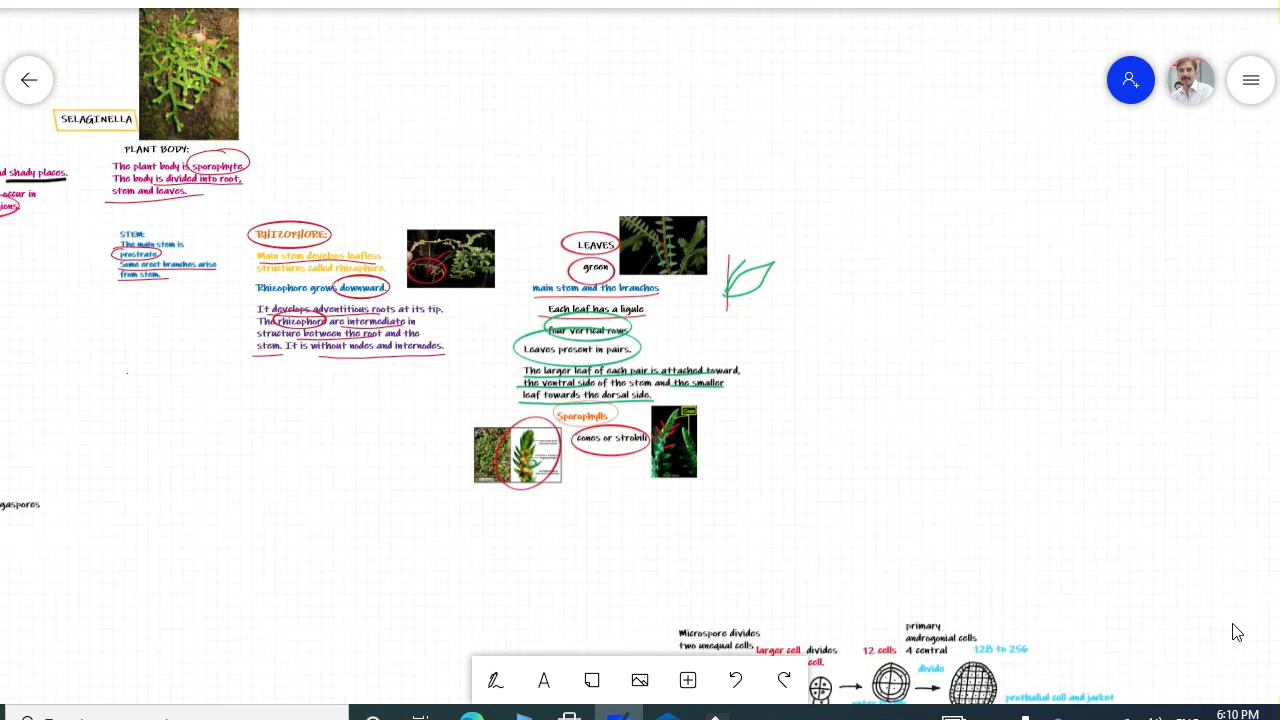 SELAGINELLA
PLANT BODY:
The plant body is sporophyte.
The body is divided into root,
stem and leaves.
d shady places.
occur in
ions.
STEM:
The main stem is
prostrate.
Some erect branches arise
from stem.
RHIZOPHORE:
Main stem develops leafless
structures called rhizophore.
Rhizophore grows downward.
It develops adventitious roots at its tip.
The rhizophore are intermediate in
structure between the root and the
stem. It is without nodes and internodes.
LEAVES
green
main stem and the branches
Each leaf has a ligule
four vertical rows
Leaves present in pairs.
The larger leaf of each pair is attached toward,
the ventral side of the stem and the smaller
leaf towards the dorsal side.
Sporophylls
cones or strobili
gaspores
Microspore divides
two unequal cells
larger cell divides
cell.
12 cells
primary
androgonial cells
4 central
128 to 256
divide
prothalial cell and jacket
6:10 PM